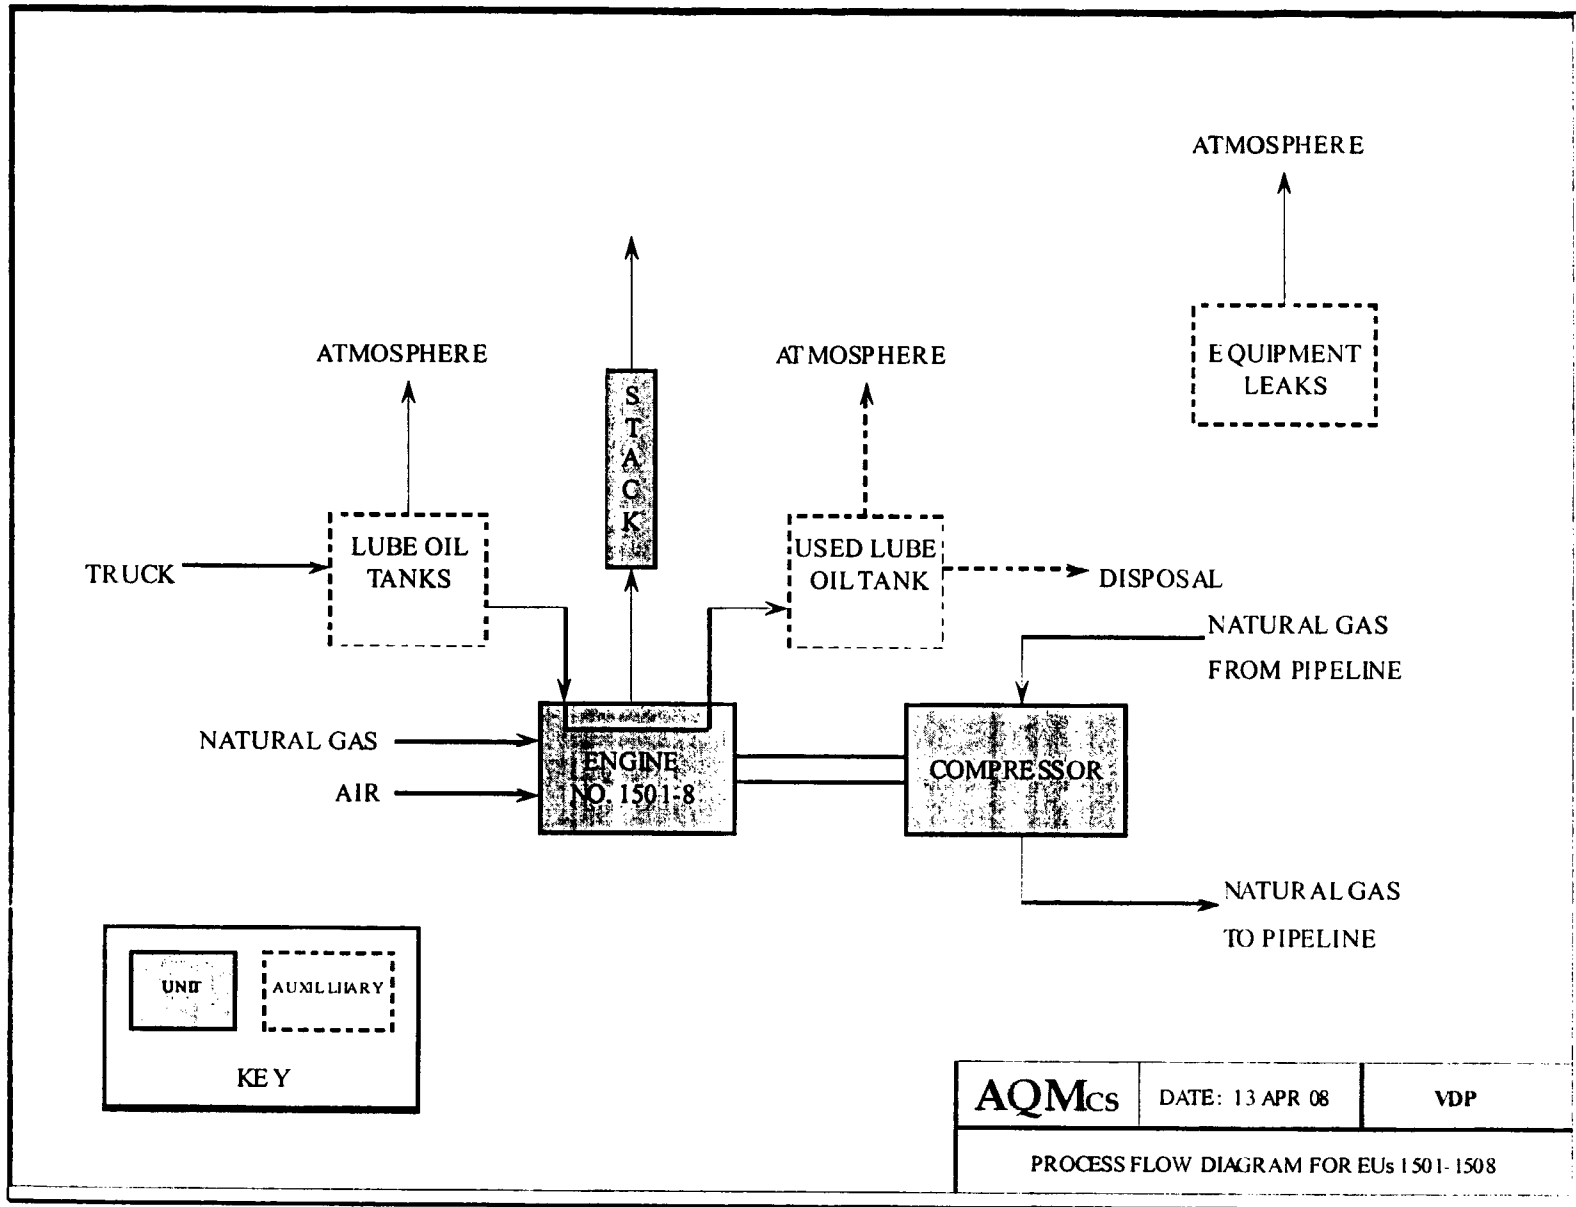 ATMOSPHERE
EQUIPMENT
LEAKS
ATMOSPHERE
STACK
ATMOSPHERE
TRUCK
LUBE OIL
TANKS
USED LUBE
OIL TANK
DISPOSAL
NATURAL GAS
FROM PIPELINE
NATURAL GAS
AIR
ENGINE
NO. 1501-8
COMPRESSOR
NATURAL GAS
TO PIPELINE
UNIT
AUXILLIARY
KEY
AQMcs
DATE: 13 APR 08
VDP
PROCESS FLOW DIAGRAM FOR EUs 1501-1508